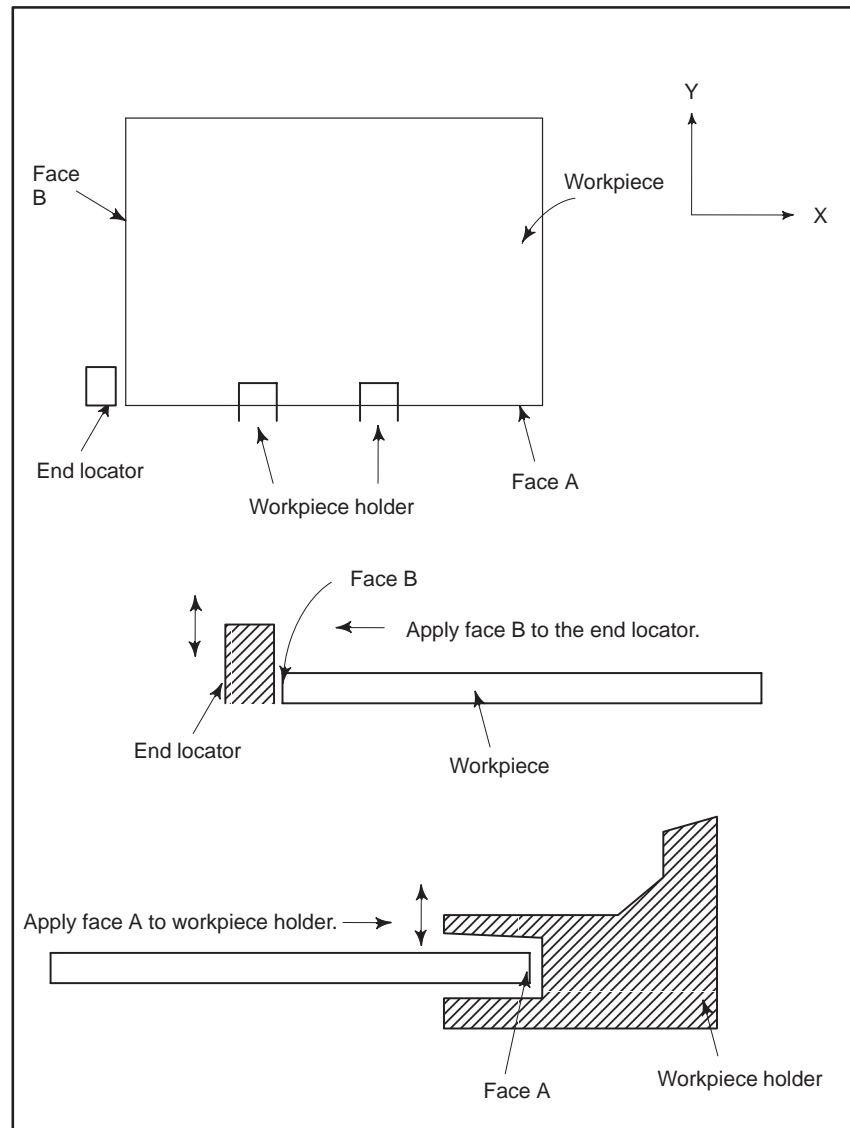 Y
Face
B
Workpiece
X
End locator
Face A
Workpiece holder
Face B
Apply face B to the end locator.
End locator
Workpiece
Apply face A to workpiece holder.
Workpiece holder
Face A